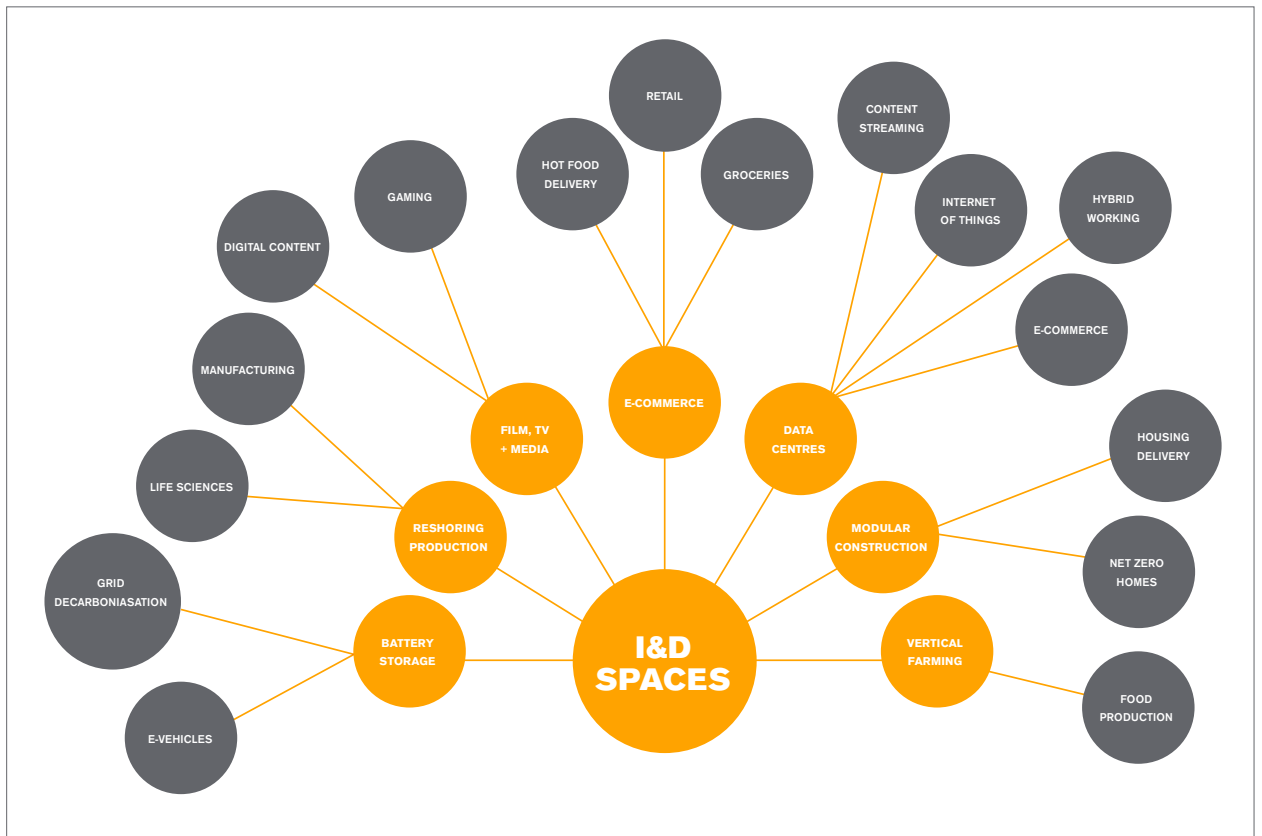 RETAIL
CONTENT
STREAMING
HOT FOOD
DELIVERY
GROCERIES
GAMING
INTERNET
OF THINGS
HYBRID
WORKING
DIGITAL CONTENT
E-COMMERCE
MANUFACTURING
E-COMMERCE
FILM, TV
+ MEDIA
DATA
CENTRES
HOUSING
DELIVERY
LIFE SCIENCES
RESHORING
PRODUCTION
MODULAR
CONSTRUCTION
NET ZERO
HOMES
GRID
DECARBONIASATION
BATTERY
STORAGE
I&D
SPACES
VERTICAL
FARMING
FOOD
PRODUCTION
E-VEHICLES